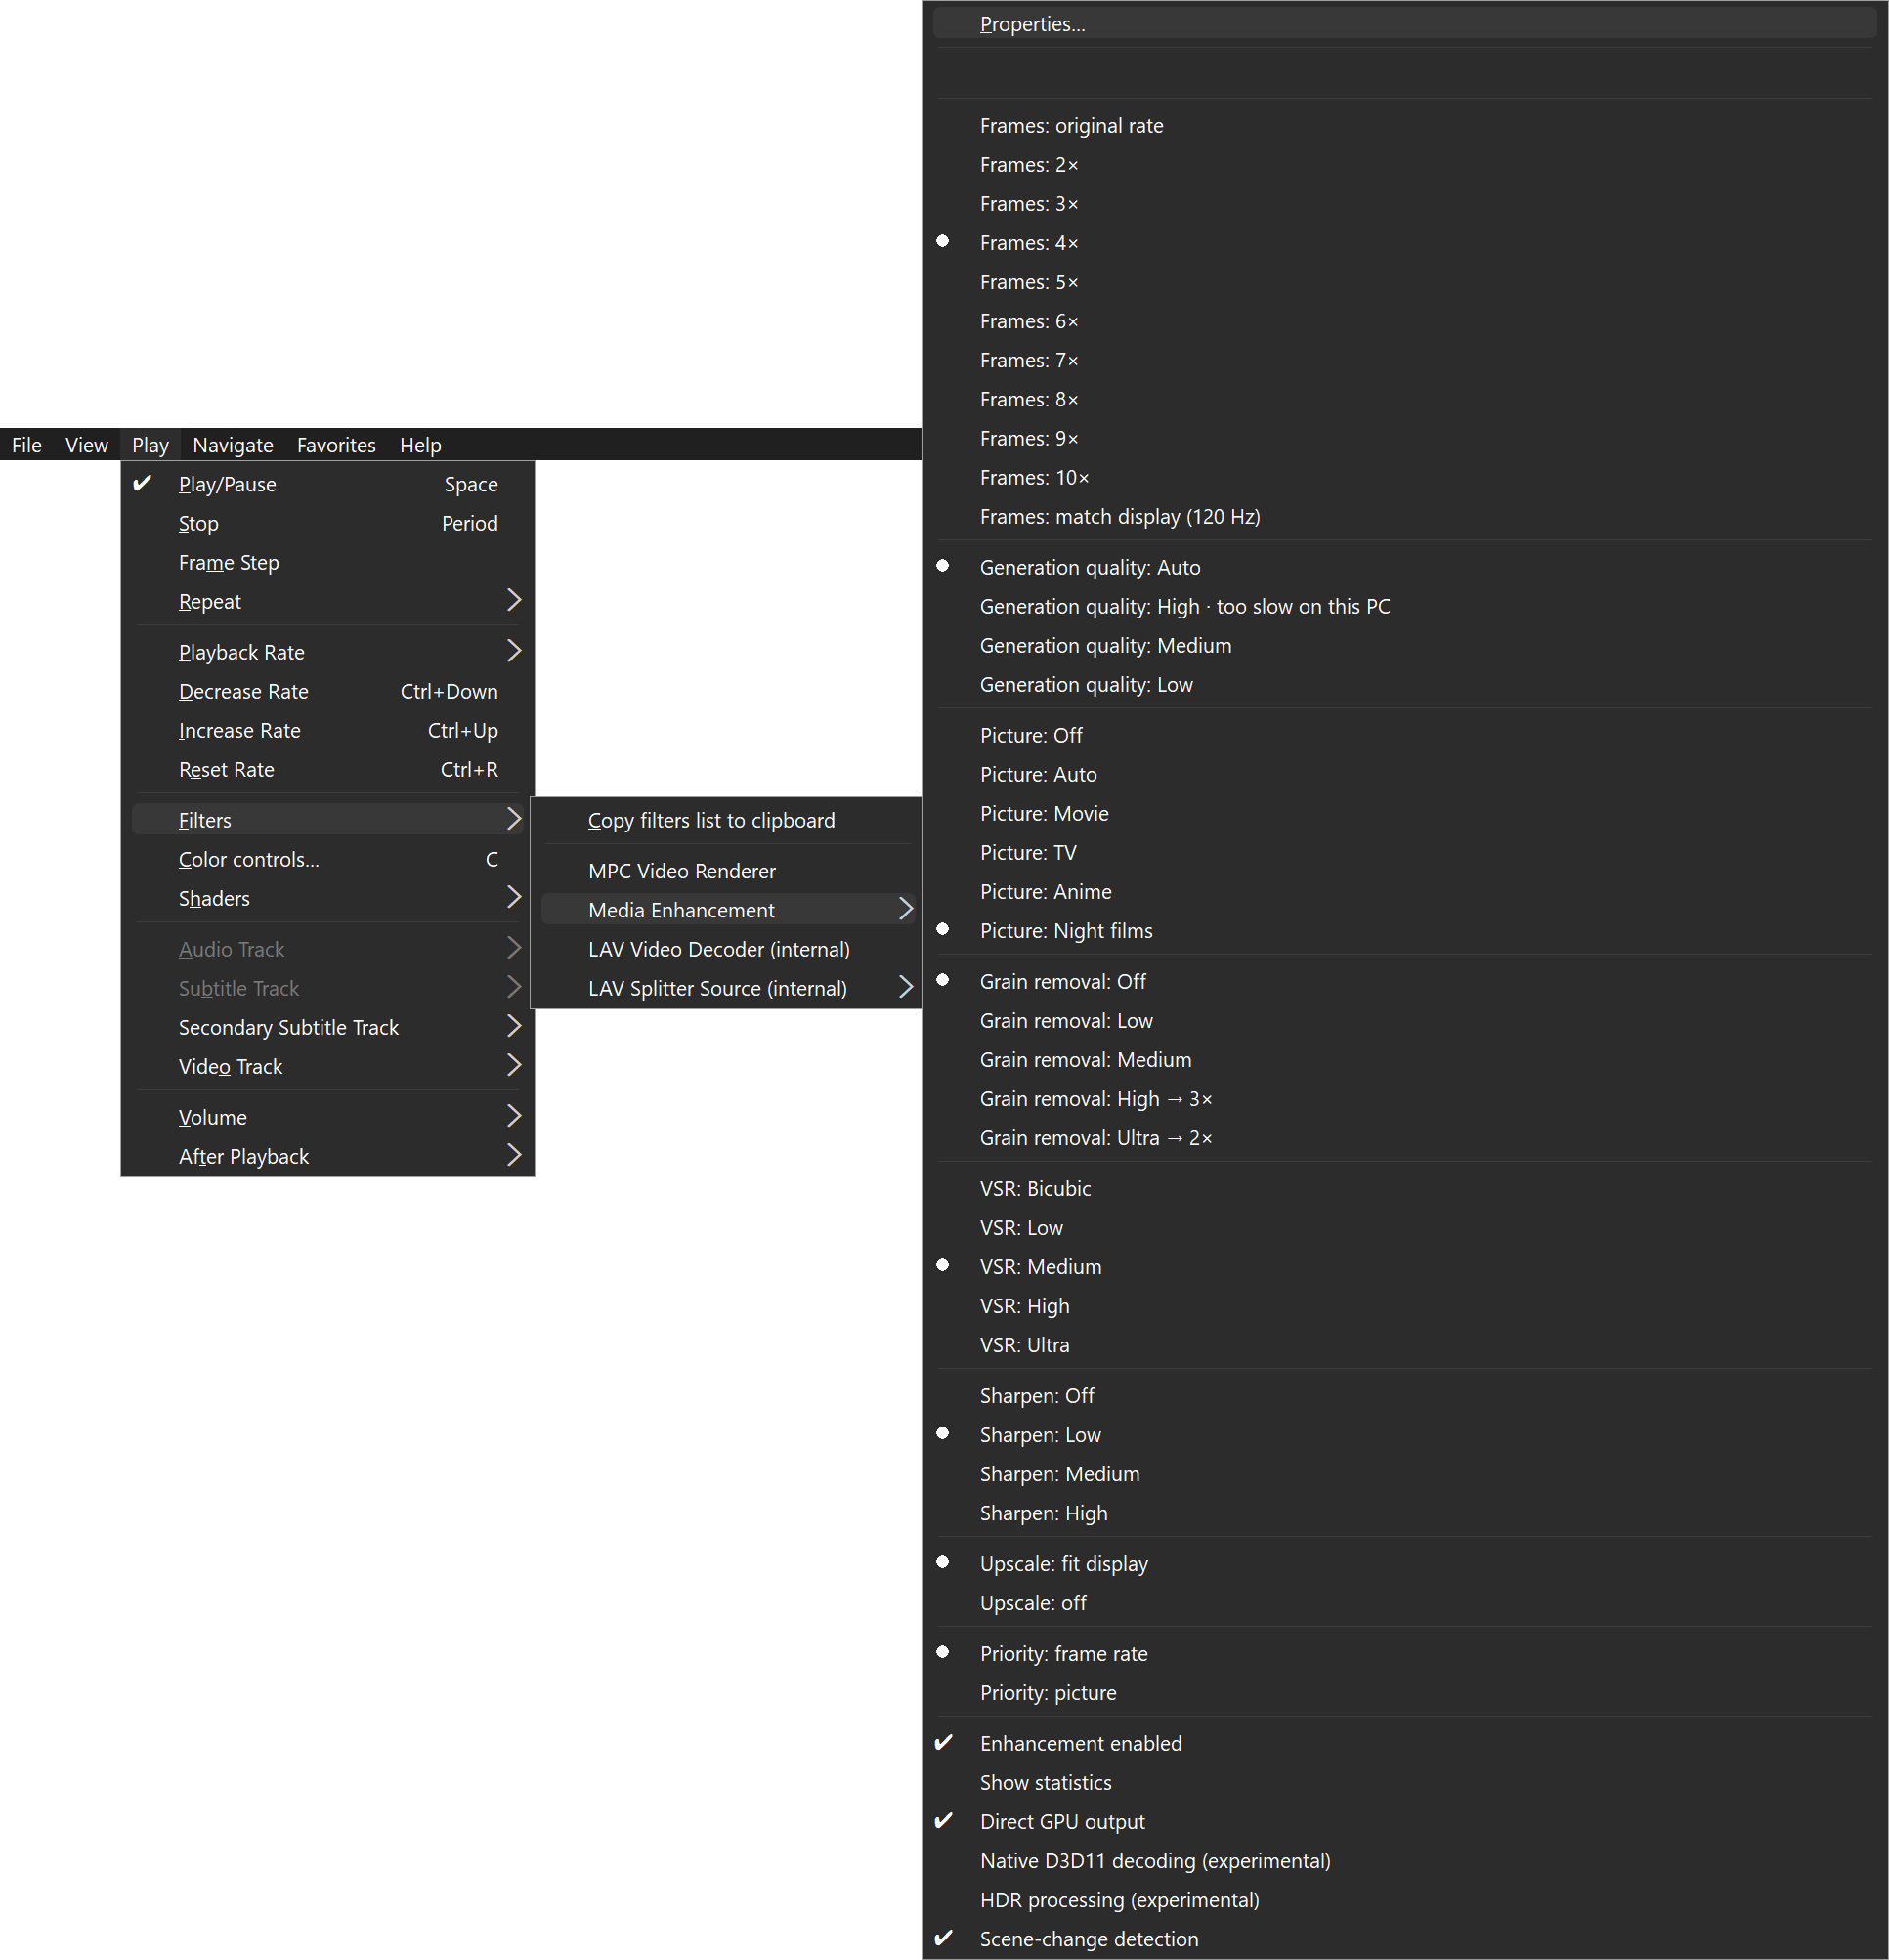 File View Play Navigate Favorites Help
Play/Pause Space
Stop Period
Frame Step
Repeat
Playback Rate
Decrease Rate Ctrl+Down
Increase Rate Ctrl+Up
Reset Rate Ctrl+R
Filters
Color controls... C
Shaders
Audio Track
Subtitle Track
Secondary Subtitle Track
Video Track
Volume
After Playback
Copy filters list to clipboard
MPC Video Renderer
Media Enhancement
LAV Video Decoder (internal)
LAV Splitter Source (internal)
Properties...
Frames: original rate
Frames: 2×
Frames: 3×
Frames: 4×
Frames: 5×
Frames: 6×
Frames: 7×
Frames: 8×
Frames: 9×
Frames: 10×
Frames: match display (120 Hz)
Generation quality: Auto
Generation quality: High · too slow on this PC
Generation quality: Medium
Generation quality: Low
Picture: Off
Picture: Auto
Picture: Movie
Picture: TV
Picture: Anime
Picture: Night films
Grain removal: Off
Grain removal: Low
Grain removal: Medium
Grain removal: High → 3×
Grain removal: Ultra → 2×
VSR: Bicubic
VSR: Low
VSR: Medium
VSR: High
VSR: Ultra
Sharpen: Off
Sharpen: Low
Sharpen: Medium
Sharpen: High
Upscale: fit display
Upscale: off
Priority: frame rate
Priority: picture
Enhancement enabled
Show statistics
Direct GPU output
Native D3D11 decoding (experimental)
HDR processing (experimental)
Scene-change detection